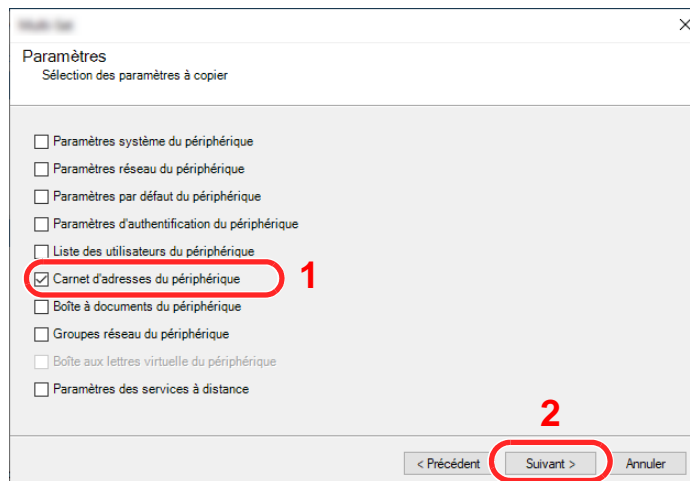 Paramètres
Sélection des paramètres à copier
Paramètres système du périphérique
Paramètres réseau du périphérique
Paramètres par défaut du périphérique
Paramètres d'authentification du périphérique
Liste des utilisateurs du périphérique
Carnet d'adresses du périphérique 1
Boîte à documents du périphérique
Groupes réseau du périphérique
Boîte aux lettres virtuelle du périphérique
Paramètres des services à distance
2
< Précédent Suivant > Annuler